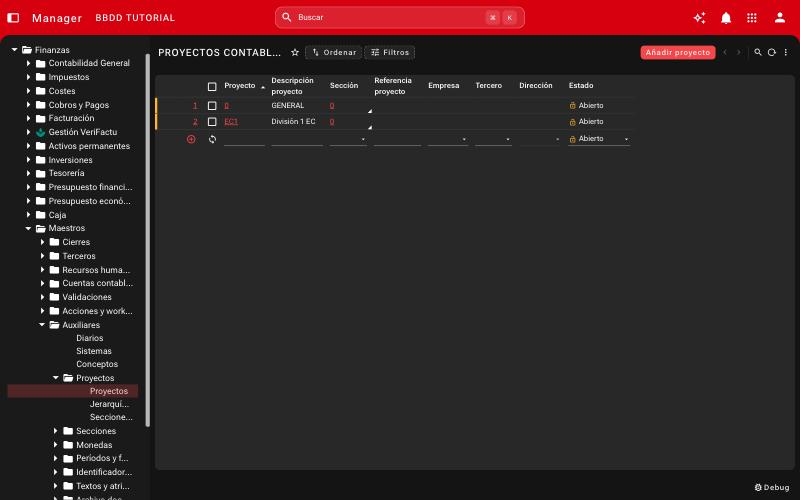 Manager BBDD TUTORIAL Buscar ⌘ K
Finanzas
Contabilidad General
Impuestos
Costes
Cobros y Pagos
Facturación
Gestión VeriFactu
Activos permanentes
Inversiones
Tesorería
Presupuesto financi...
Presupuesto econó...
Caja
Maestros
Cierres
Terceros
Recursos huma...
Cuentas contabl...
Validaciones
Acciones y work...
Auxiliares
Diarios
Sistemas
Conceptos
Proyectos
Proyectos
Jerarquí...
Seccione...
Secciones
Monedas
Períodos y f...
Identificador...
Textos y atri...
PROYECTOS CONTABL... Ordenar Filtros Añadir proyecto
Proyecto Descripción proyecto Sección Referencia proyecto Empresa Tercero Dirección Estado
1 0 GENERAL 0 Abierto
2 EC1 División 1 EC 0 Abierto
Abierto
Debug